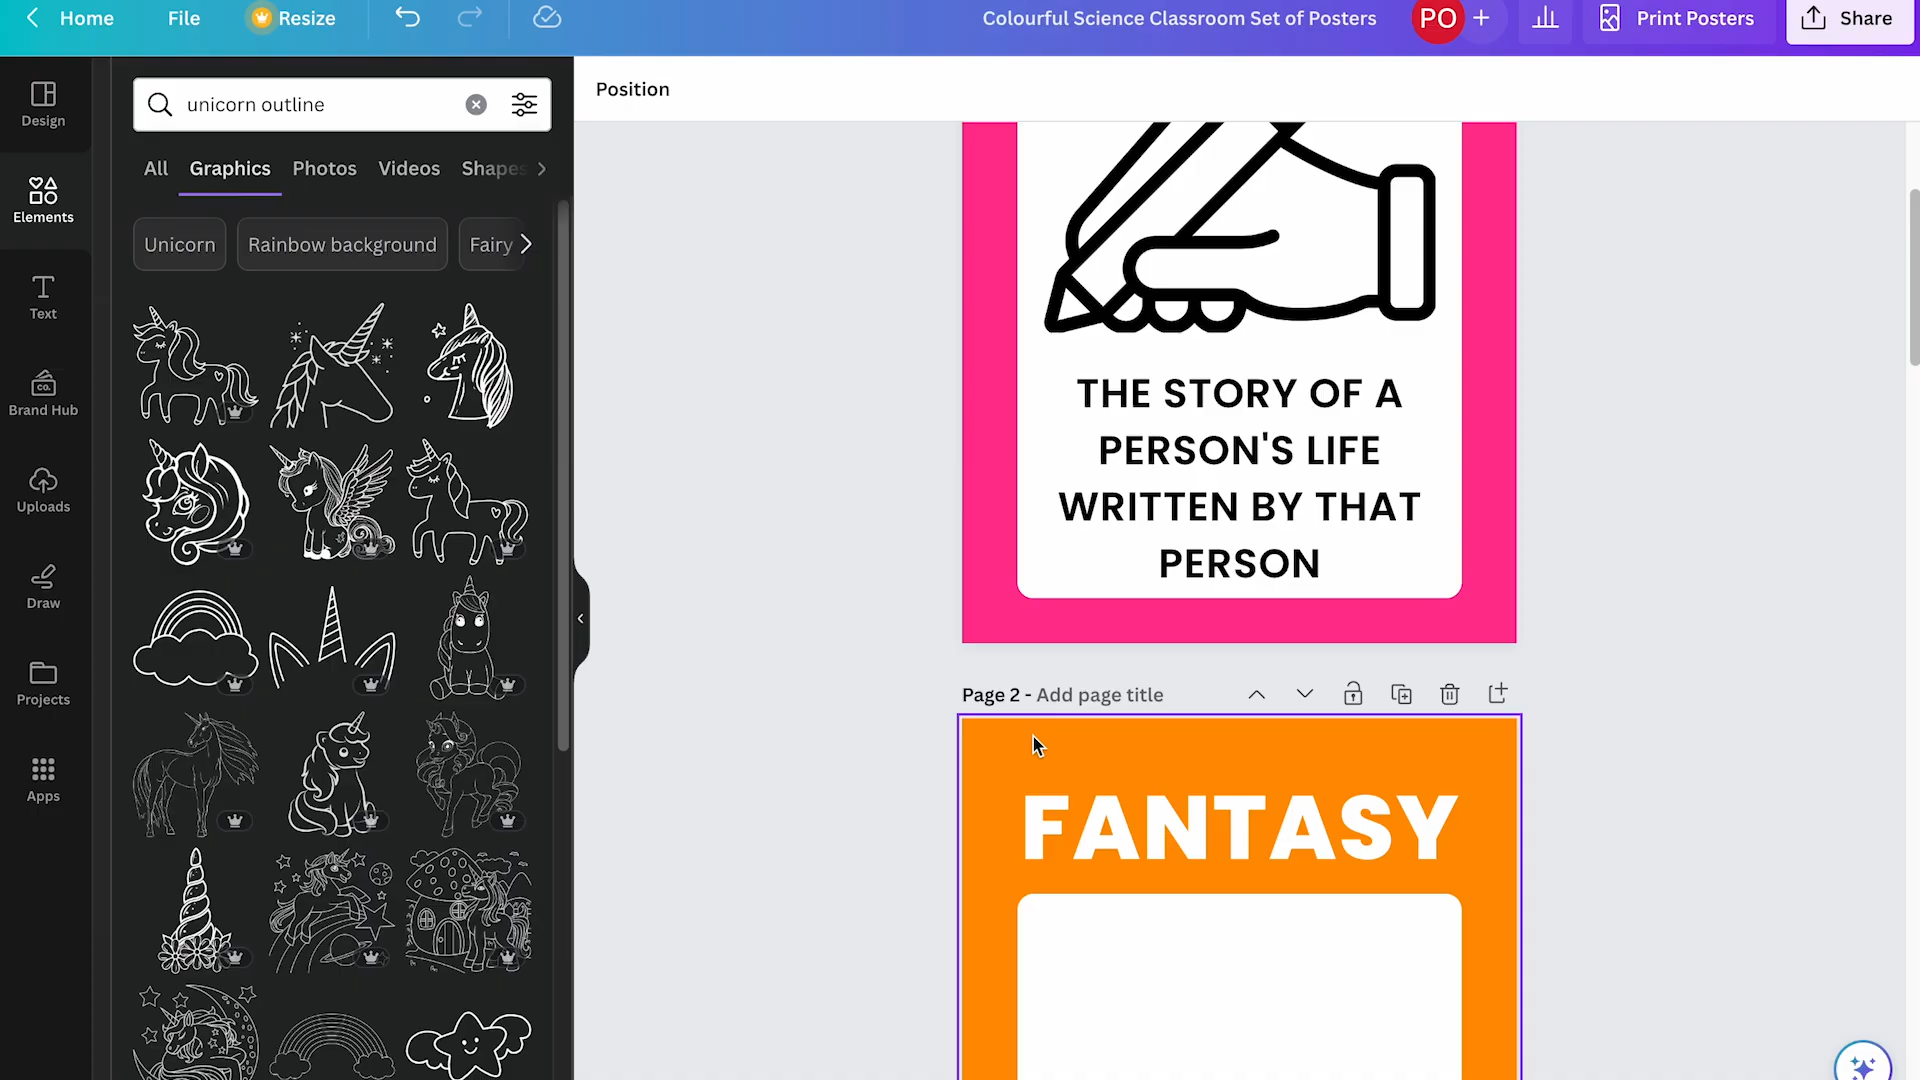 Home
File
Resize
Colourful Science Classroom Set of Posters
PO
Print Posters
Share
Design
Elements
Text
CO.
Brand Hub
Uploads
Draw
Projects
Apps
unicorn outline
All
Graphics
Photos
Videos
Shapes
Unicorn
Rainbow background
Fairy
Position
THE STORY OF A
PERSON'S LIFE
WRITTEN BY THAT
PERSON
Page 2 - Add page title
FANTASY